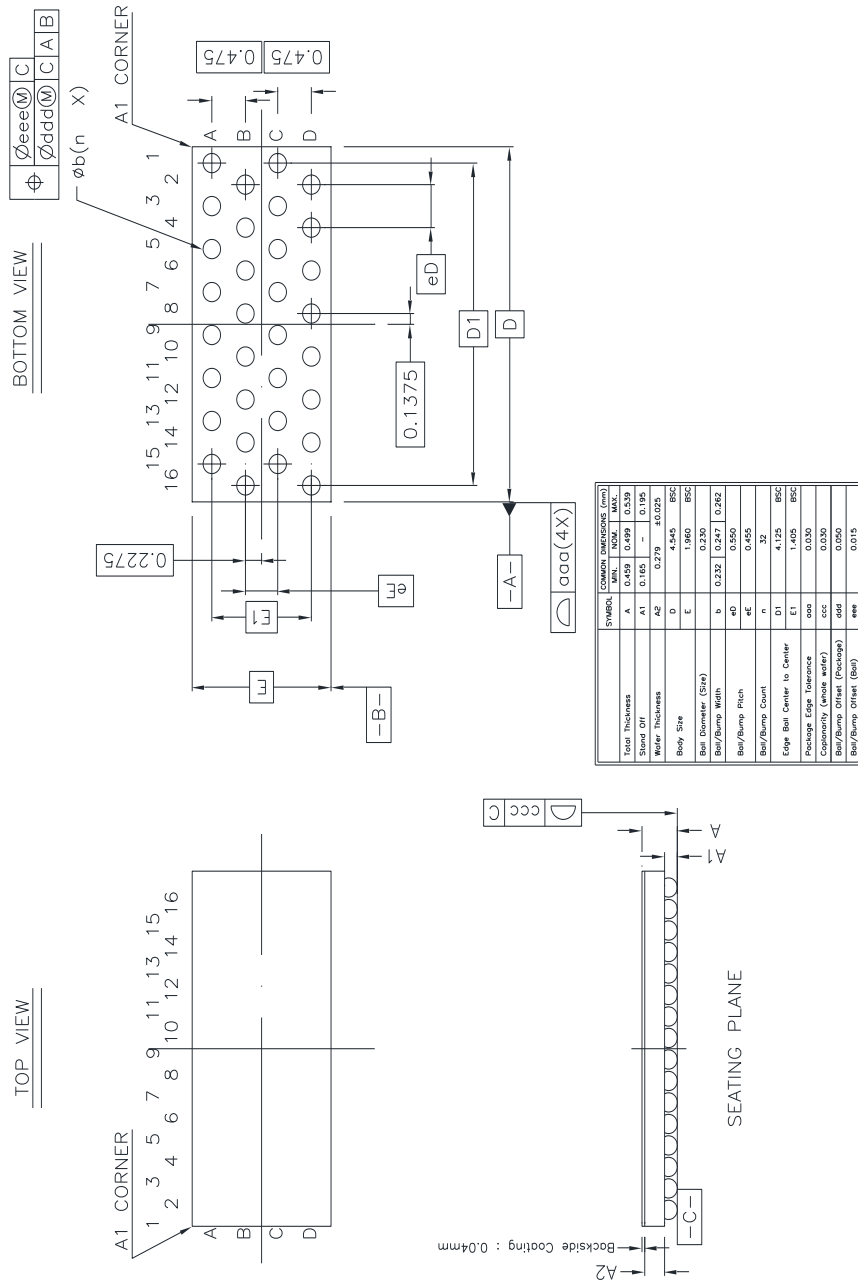 TOP VIEW
A1 CORNER
1 2 3 4 5 6 7 8 9 10 11 12 13 14 15 16
A
B
C
D
BOTTOM VIEW
Øeee Ⓜ C
Øddd Ⓜ C A B
øb(n X)
A1 CORNER
16 15 14 13 12 11 10 9 8 7 6 5 4 3 2 1
A
B
C
D
0.475
0.475
0.2275
eE
E1
E
-B-
eD
0.1375
D1
D
-A-
aaa(4X)
Backside Coating : 0.04mm
A2
-C-
SEATING PLANE
ccc C
A
A1
SYMBOL COMMON DIMENSIONS (mm)
MIN. NOM. MAX.
Total Thickness A 0.459 0.499 0.539
Stand Off A1 0.165 - 0.195
Wafer Thickness A2 0.279 ±0.025
Body Size D 4.545 BSC
E 1.960 BSC
Ball Diameter (Size) 0.230
Ball/Bump Width b 0.232 0.247 0.262
Ball/Bump Pitch eD 0.550
eE 0.455
Ball/Bump Count n 32
Edge Ball Center to Center D1 4.125 BSC
E1 1.405 BSC
Package Edge Tolerance aaa 0.030
Coplanarity (whole wafer) ccc 0.030
Ball/Bump Offset (Package) ddd 0.050
Ball/Bump Offset (Ball) eee 0.015